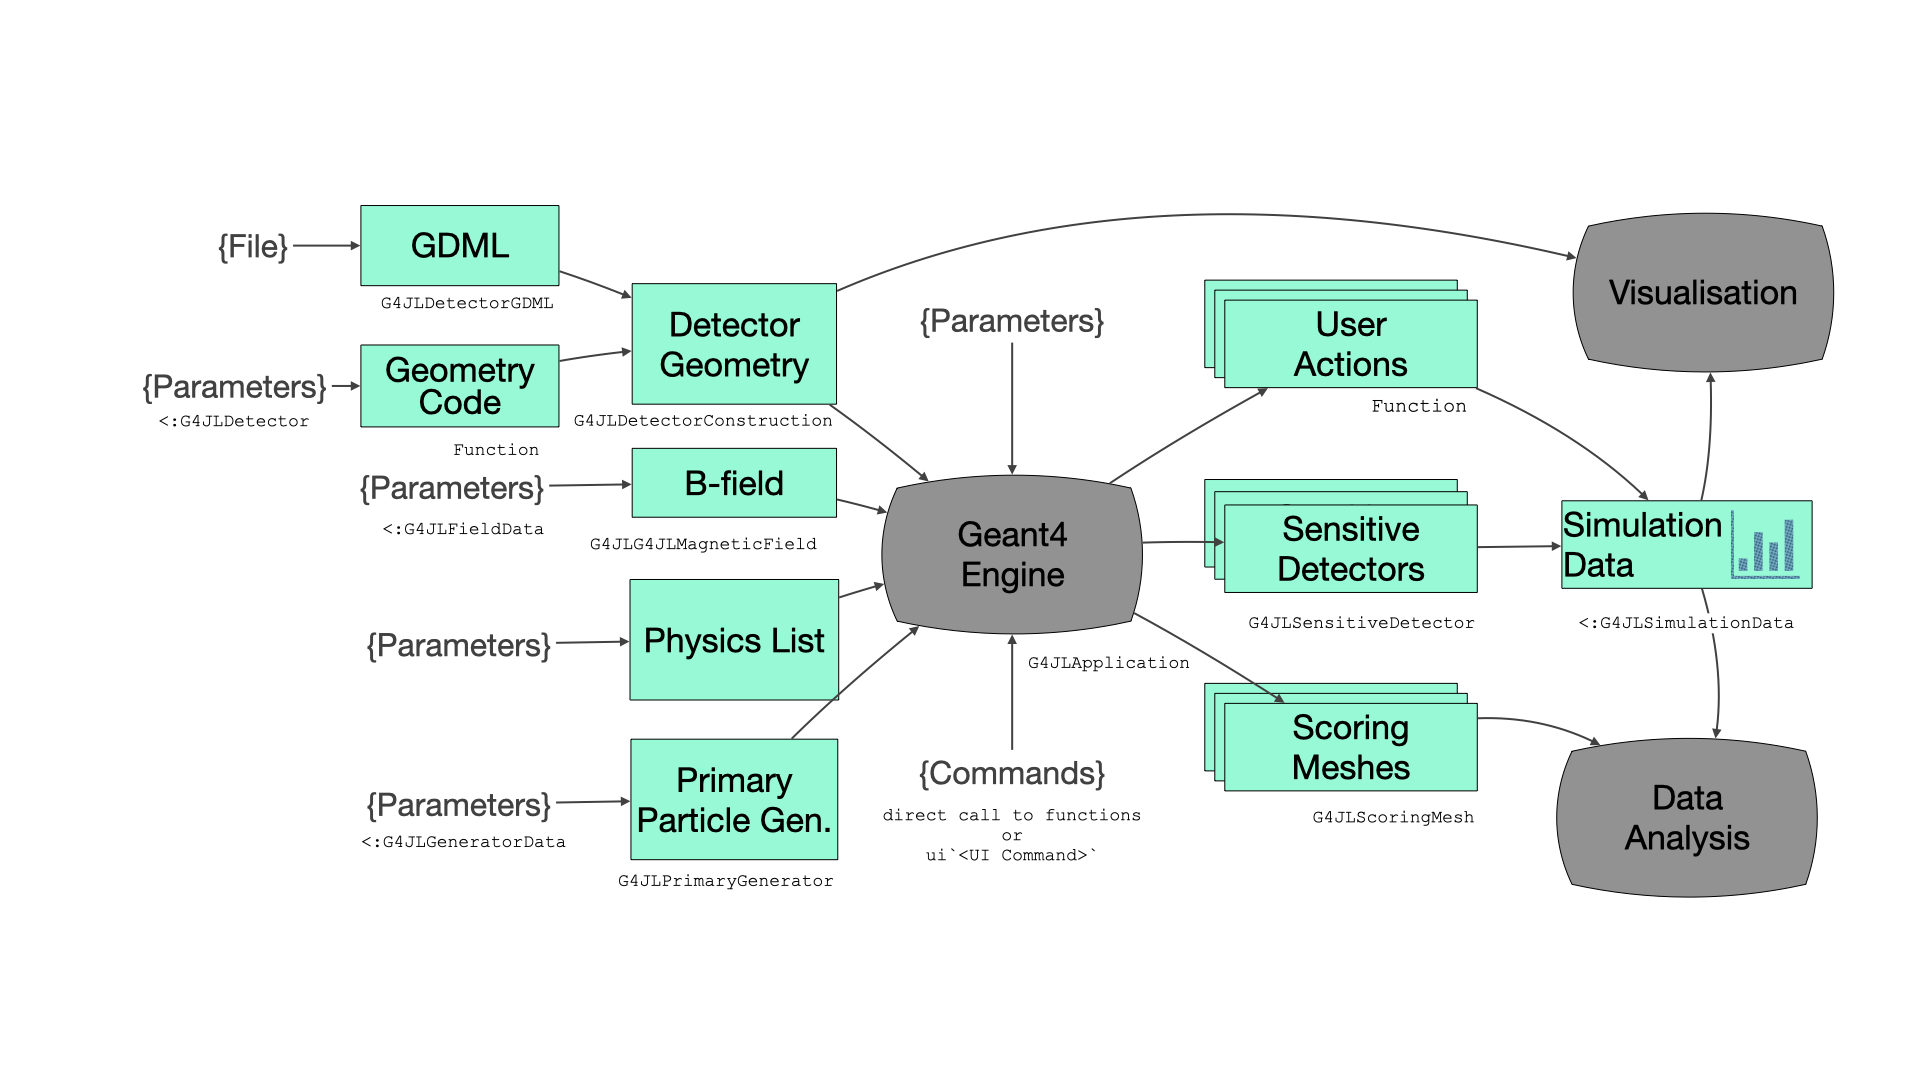 {File}
GDML
G4JLDetectorGDML
{Parameters}
<:G4JLDetector
Geometry
Code
Function
Detector
Geometry
G4JLDetectorConstruction
{Parameters}
<:G4JLFieldData
B-field
G4JLG4JLMagneticField
{Parameters}
Physics List
{Parameters}
<:G4JLGeneratorData
Primary
Particle Gen.
G4JLPrimaryGenerator
{Parameters}
Geant4
Engine
G4JLApplication
{Commands}
direct call to functions
or
ui`<UI Command>`
User
Actions
Function
Sensitive
Detectors
G4JLSensitiveDetector
Scoring
Meshes
G4JLScoringMesh
Visualisation
Simulation
Data
<:G4JLSimulationData
Data
Analysis